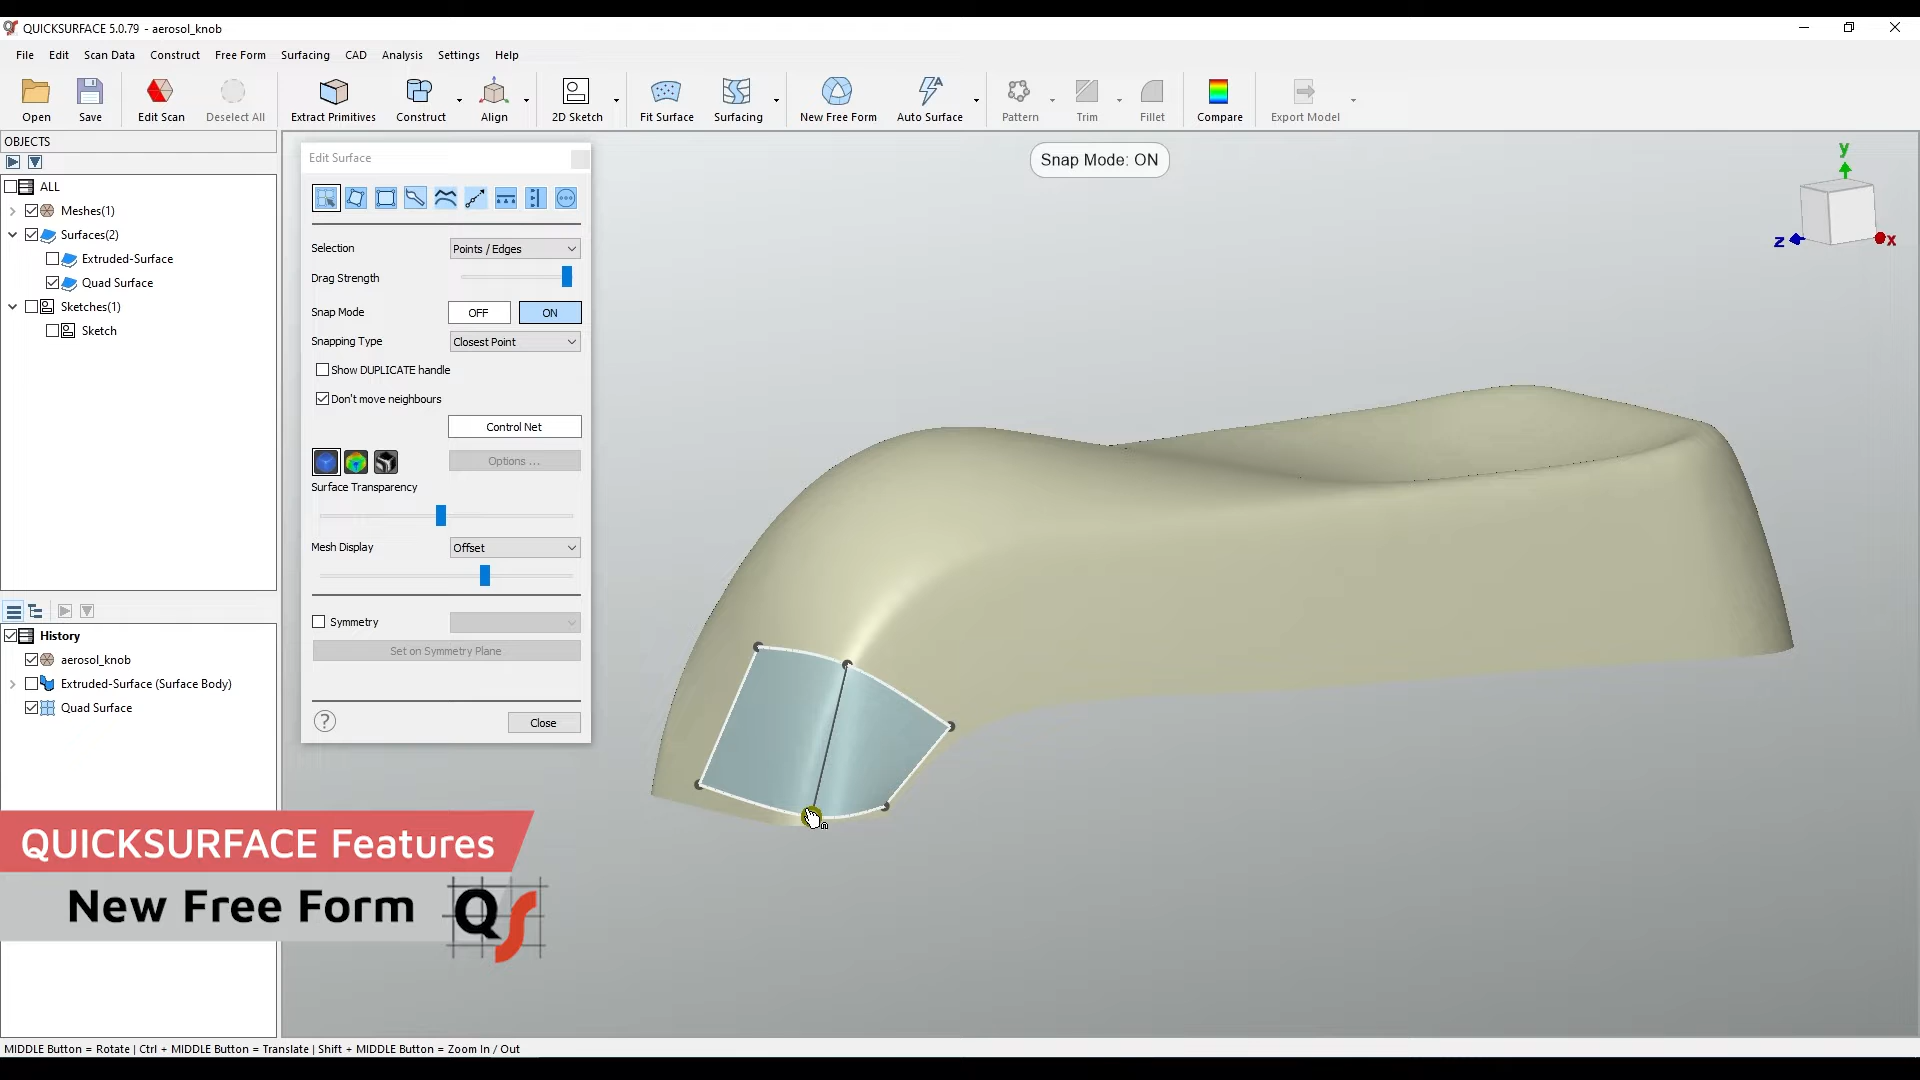 QUICKSURFACE 5.0.79 - aerosol_knob
File Edit Scan Data Construct Free Form Surfacing CAD Analysis Settings Help
Open Save Edit Scan Deselect All Extract Primitives Construct Align 2D Sketch Fit Surface Surfacing New Free Form Auto Surface Pattern Trim Fillet Compare Export Model
OBJECTS
ALL
Meshes(1)
Surfaces(2)
Extruded-Surface
Quad Surface
Sketches(1)
Sketch
History
aerosol_knob
Extruded-Surface (Surface Body)
Quad Surface
Edit Surface
Selection Points / Edges
Drag Strength
Snap Mode OFF ON
Snapping Type Closest Point
Show DUPLICATE handle
Don't move neighbours
Control Net
Options ...
Surface Transparency
Mesh Display Offset
Symmetry
Set on Symmetry Plane
? Close
Snap Mode: ON
y
z x
QUICKSURFACE Features
New Free Form QS
MIDDLE Button = Rotate | Ctrl + MIDDLE Button = Translate | Shift + MIDDLE Button = Zoom In / Out